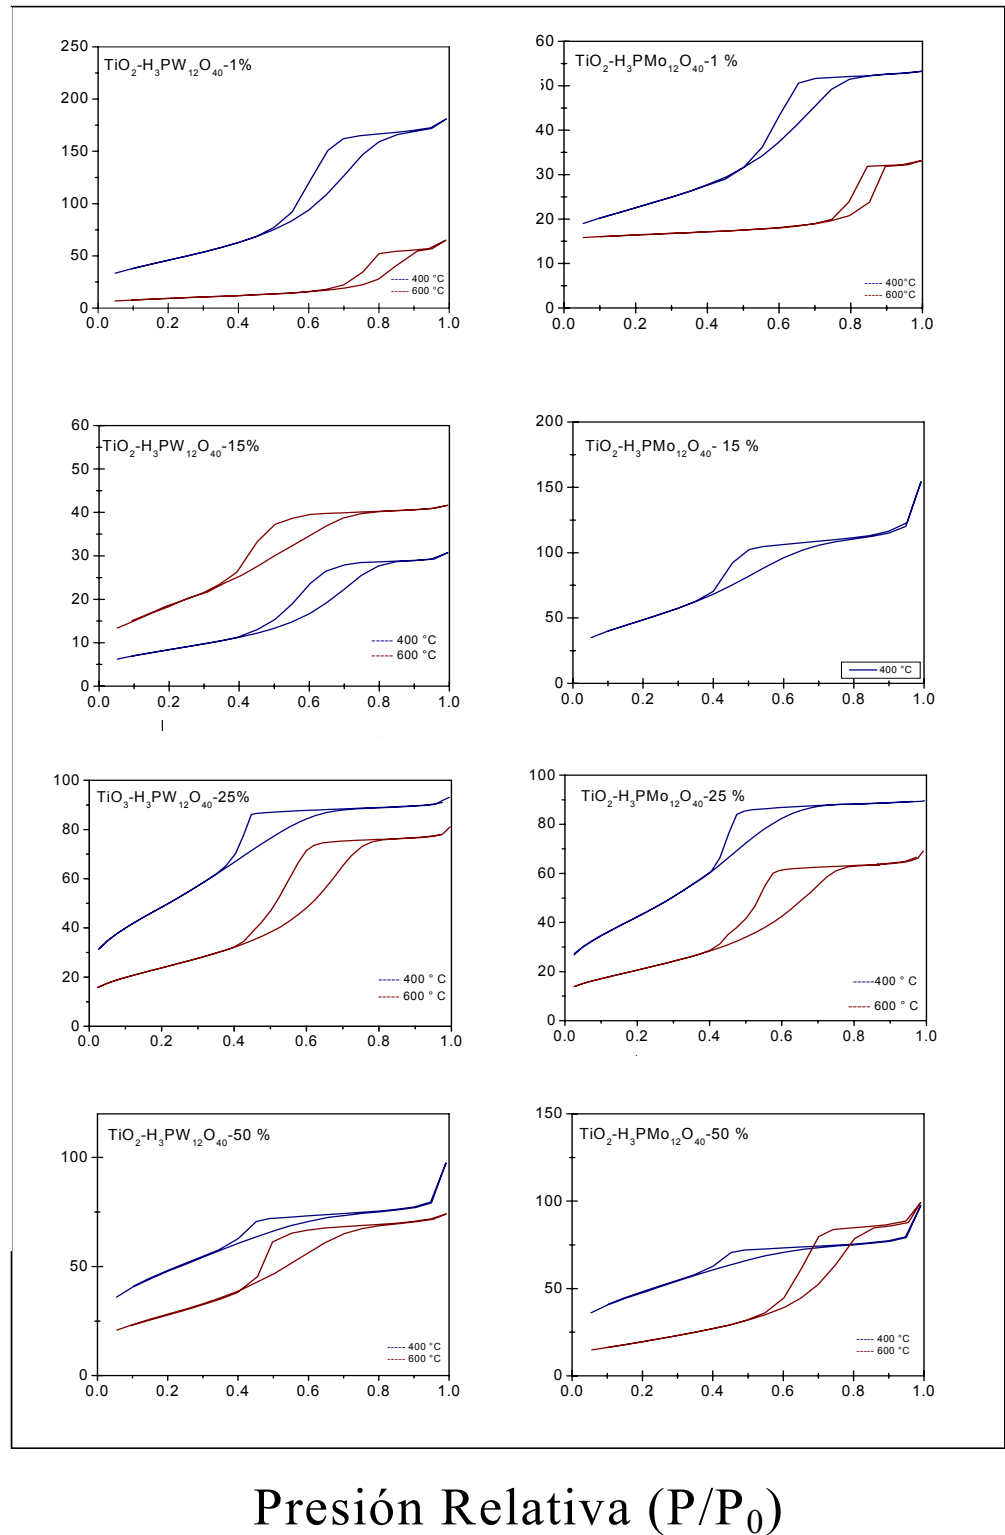 TiO₂-H₃PW₁₂O₄₀-1%
250
200
150
100
50
0
0.0 0.2 0.4 0.6 0.8 1.0
400 °C
600 °C
TiO₂-H₃PMo₁₂O₄₀-1 %
60
50
40
30
20
10
0
0.0 0.2 0.4 0.6 0.8 1.0
400°C
600°C
TiO₂-H₃PW₁₂O₄₀-15%
60
50
40
30
20
10
0
0.0 0.2 0.4 0.6 0.8 1.0
400 °C
600 °C
TiO₂-H₃PMo₁₂O₄₀- 15 %
200
150
100
50
0
0.0 0.2 0.4 0.6 0.8 1.0
400 °C
TiO₃-H₃PW₁₂O₄₀-25%
100
80
60
40
20
0
0.0 0.2 0.4 0.6 0.8 1.0
400 ° C
600 ° C
TiO₂-H₃PMo₁₂O₄₀-25 %
100
80
60
40
20
0
0.0 0.2 0.4 0.6 0.8 1.0
400 ° C
600 ° C
TiO₂-H₃PW₁₂O₄₀-50 %
100
50
0
0.0 0.2 0.4 0.6 0.8 1.0
400 °C
600 °C
TiO₂-H₃PMo₁₂O₄₀-50 %
150
100
50
0
0.0 0.2 0.4 0.6 0.8 1.0
400 °C
600 °C
Presión Relativa (P/P₀)